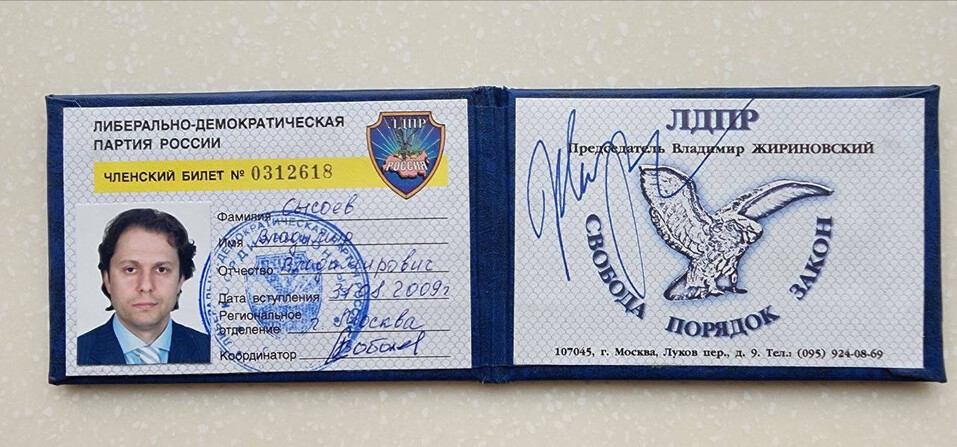 ЛИБЕРАЛЬНО-ДЕМОКРАТИЧЕСКАЯ
ПАРТИЯ РОССИИ
ЛДПР
РОССИЯ
ЧЛЕНСКИЙ БИЛЕТ № 0312618
Фамилия Сысоев
Имя Владимир
Отчество Владимирович
Дата вступления 2009г
Региональное
отделение г. Москва
Координатор
ЛДПР
Председатель Владимир ЖИРИНОВСКИЙ
СВОБОДА ПОРЯДОК ЗАКОН
107045, г. Москва, Луков пер., д. 9. Тел.: (095) 924-08-69